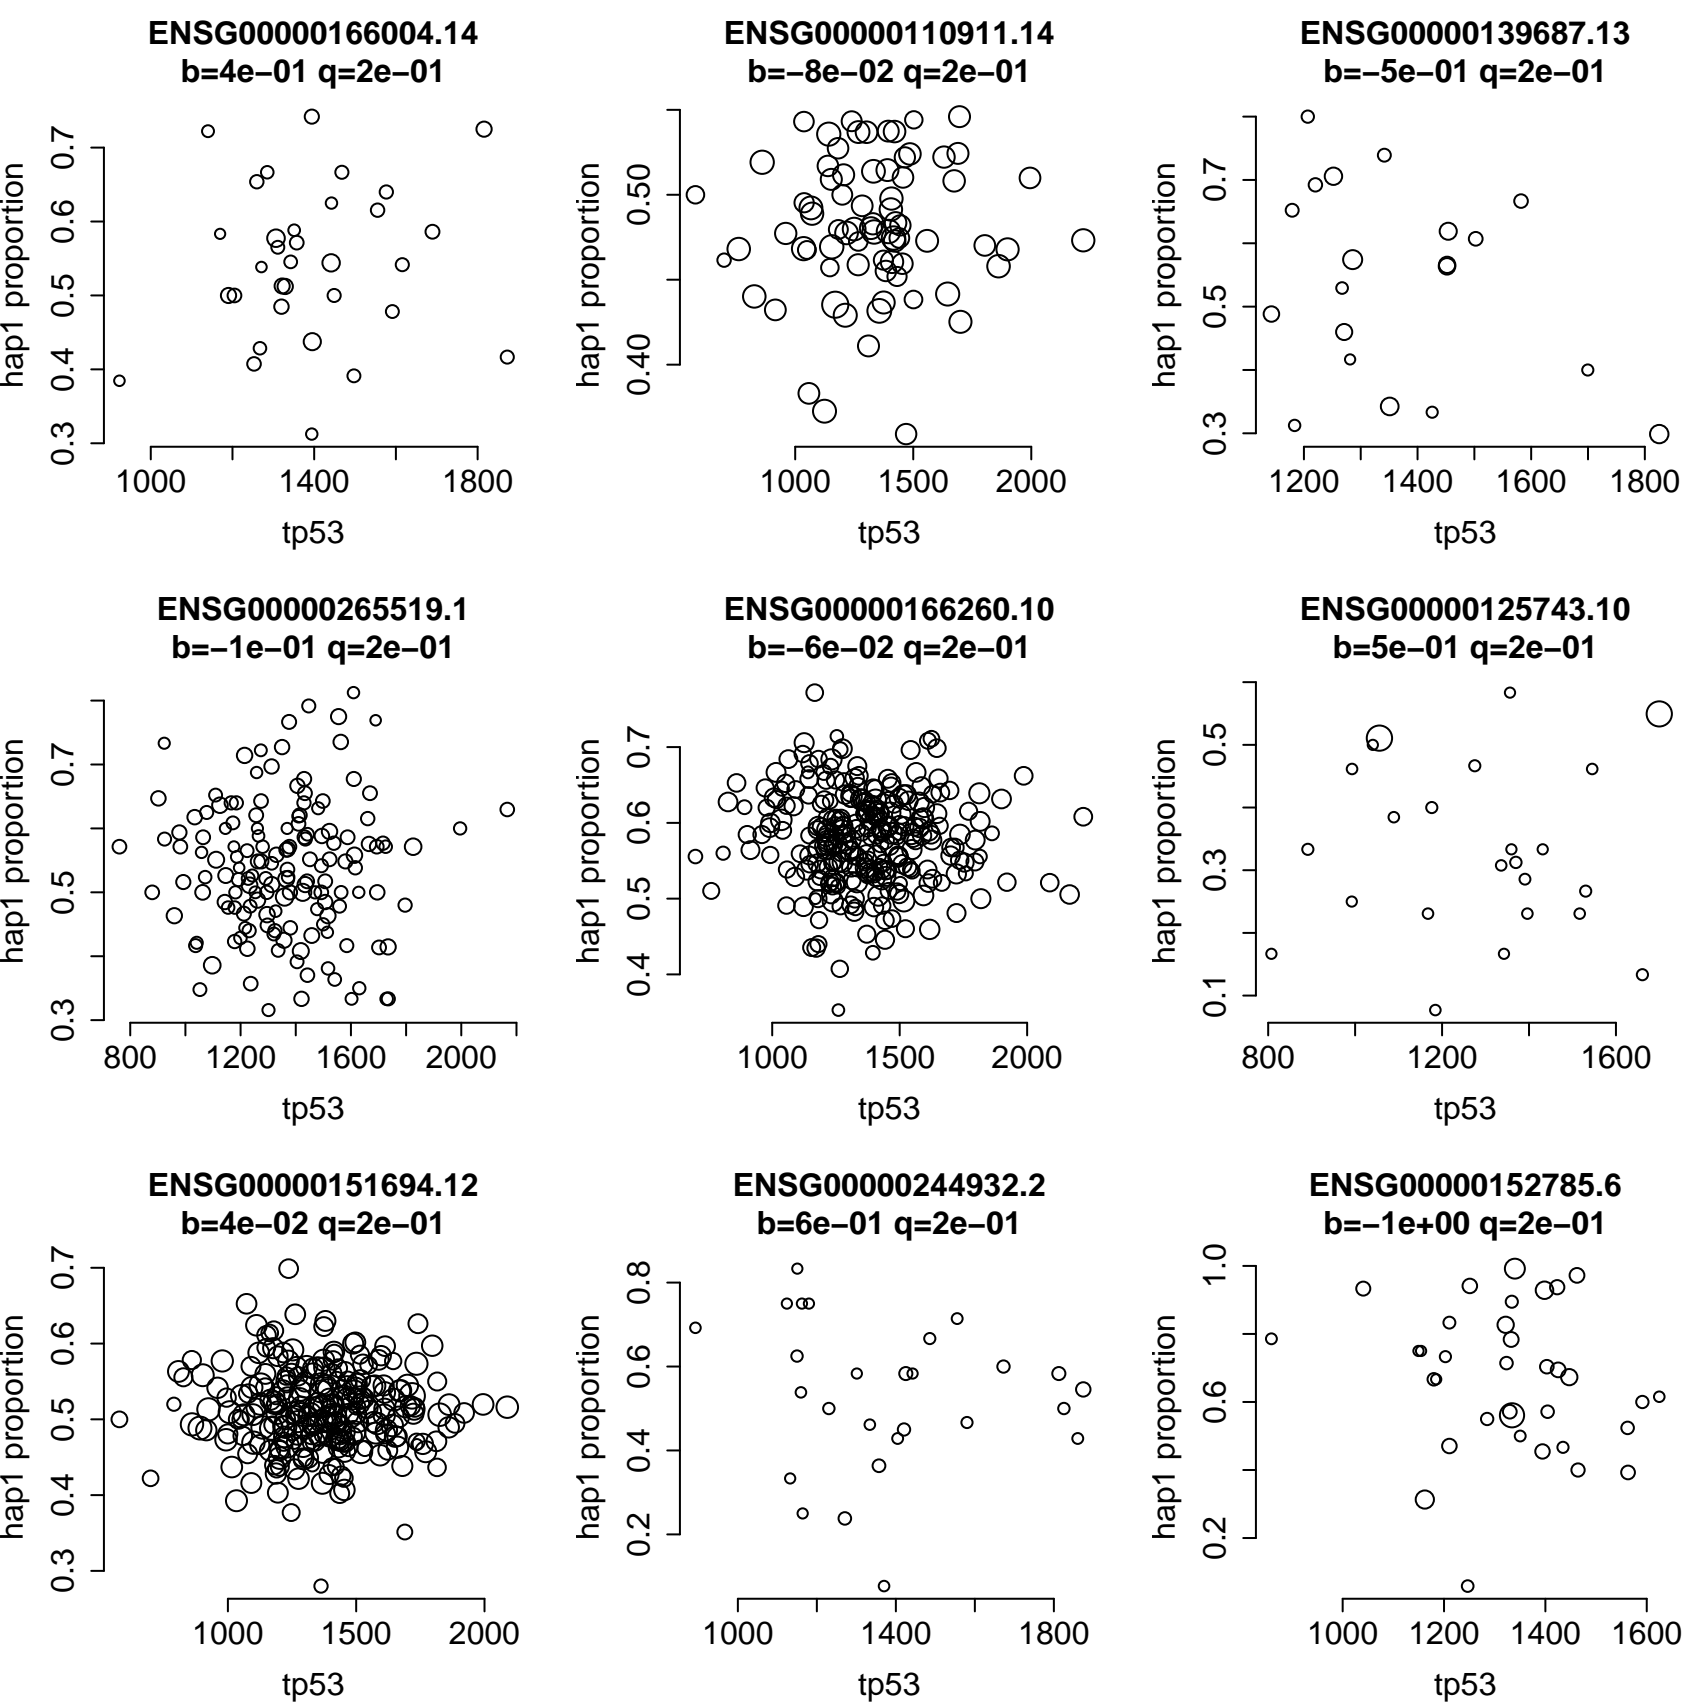 ENSG00000166004.14
b=4e−01 q=2e−01
hap1 proportion
0.3 0.4 0.5 0.6 0.7
1000 1400 1800
tp53
ENSG00000110911.14
b=−8e−02 q=2e−01
hap1 proportion
0.40 0.50
1000 1500 2000
tp53
ENSG00000139687.13
b=−5e−01 q=2e−01
hap1 proportion
0.3 0.5 0.7
1200 1400 1600 1800
tp53
ENSG00000265519.1
b=−1e−01 q=2e−01
hap1 proportion
0.3 0.5 0.7
800 1200 1600 2000
tp53
ENSG00000166260.10
b=−6e−02 q=2e−01
hap1 proportion
0.4 0.5 0.6 0.7
1000 1500 2000
tp53
ENSG00000125743.10
b=5e−01 q=2e−01
hap1 proportion
0.1 0.3 0.5
800 1200 1600
tp53
ENSG00000151694.12
b=4e−02 q=2e−01
hap1 proportion
0.3 0.4 0.5 0.6 0.7
1000 1500 2000
tp53
ENSG00000244932.2
b=6e−01 q=2e−01
hap1 proportion
0.2 0.4 0.6 0.8
1000 1400 1800
tp53
ENSG00000152785.6
b=−1e+00 q=2e−01
hap1 proportion
0.2 0.6 1.0
1000 1200 1400 1600
tp53